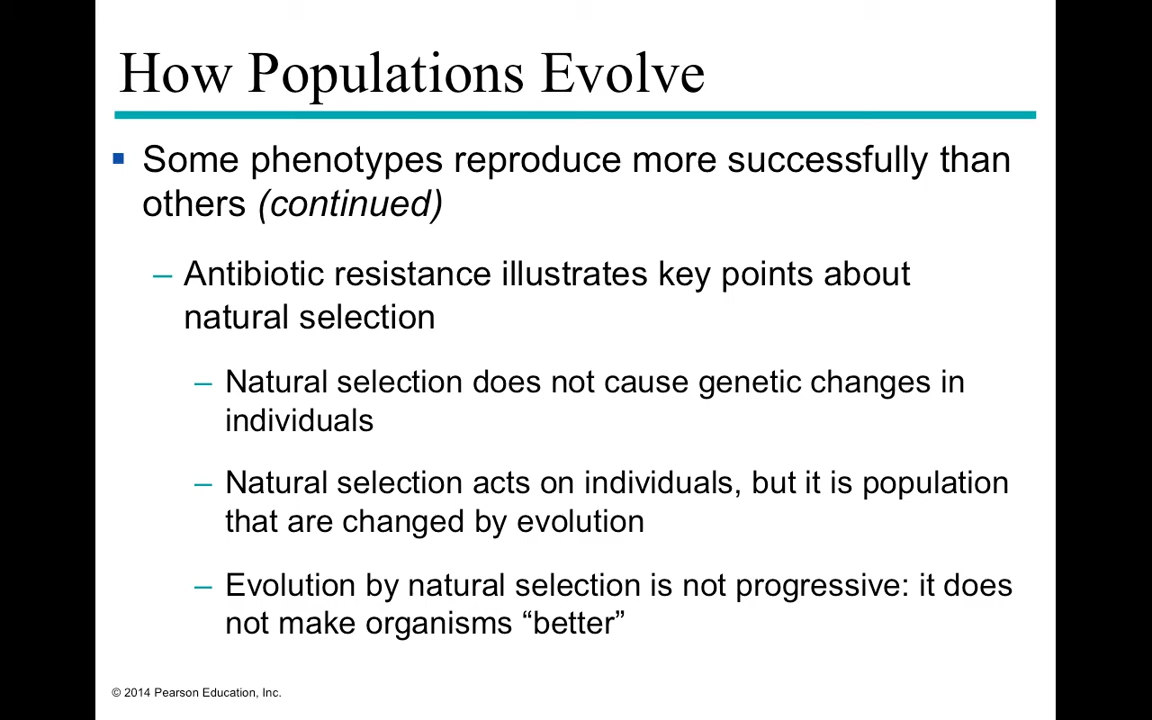 How Populations Evolve
▪ Some phenotypes reproduce more successfully than
others (continued)
– Antibiotic resistance illustrates key points about
natural selection
– Natural selection does not cause genetic changes in
individuals
– Natural selection acts on individuals, but it is population
that are changed by evolution
– Evolution by natural selection is not progressive: it does
not make organisms “better”
© 2014 Pearson Education, Inc.